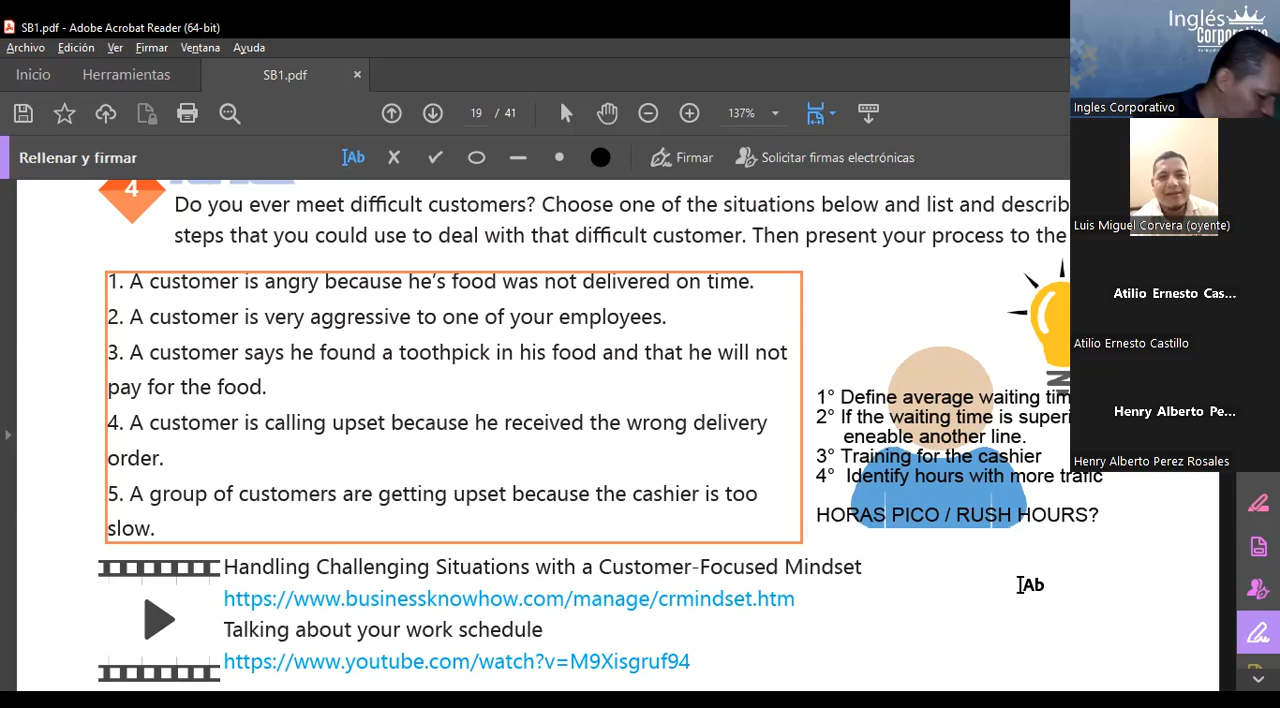 SB1.pdf - Adobe Acrobat Reader (64-bit)
Archivo Edición Ver Firmar Ventana Ayuda
Inicio Herramientas SB1.pdf ×
19 / 41 137%
Rellenar y firmar Ab Firmar Solicitar firmas electrónicas
4
Do you ever meet difficult customers? Choose one of the situations below and list and describ
steps that you could use to deal with that difficult customer. Then present your process to the
1. A customer is angry because he's food was not delivered on time.
2. A customer is very aggressive to one of your employees.
3. A customer says he found a toothpick in his food and that he will not
pay for the food.
4. A customer is calling upset because he received the wrong delivery
order.
5. A group of customers are getting upset because the cashier is too
slow.
1° Define average waiting tim
2° If the waiting time is superi
eneable another line.
3° Training for the cashier
4° Identify hours with more trafic
HORAS PICO / RUSH HOURS?
Ab
Handling Challenging Situations with a Customer-Focused Mindset
https://www.businessknowhow.com/manage/crmindset.htm
Talking about your work schedule
https://www.youtube.com/watch?v=M9Xisgruf94
Inglés
Corporativo
Ingles Corporativo
Luis Miguel Corvera (oyente)
Atilio Ernesto Cas...
Atilio Ernesto Castillo
Henry Alberto Pe...
Henry Alberto Perez Rosales